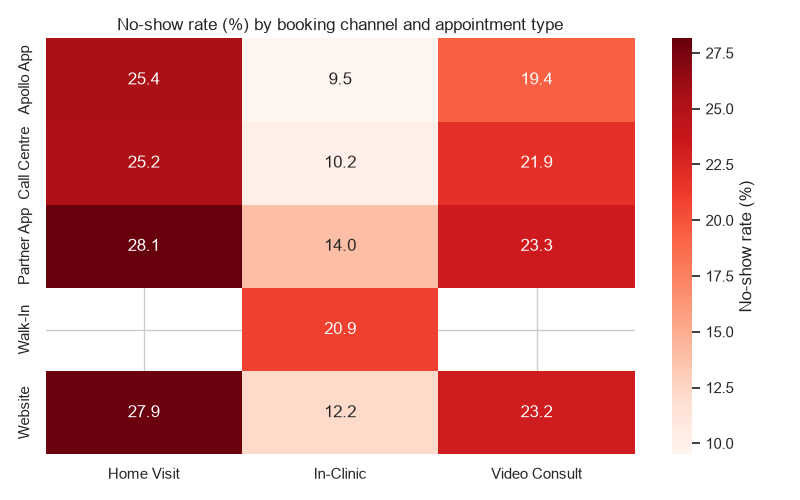 No-show rate (%) by booking channel and appointment type
Apollo App
25.4
9.5
19.4
Call Centre
25.2
10.2
21.9
Partner App
28.1
14.0
23.3
Walk-In
20.9
Website
27.9
12.2
23.2
Home Visit
In-Clinic
Video Consult
27.5
25.0
22.5
20.0
17.5
15.0
12.5
10.0
No-show rate (%)